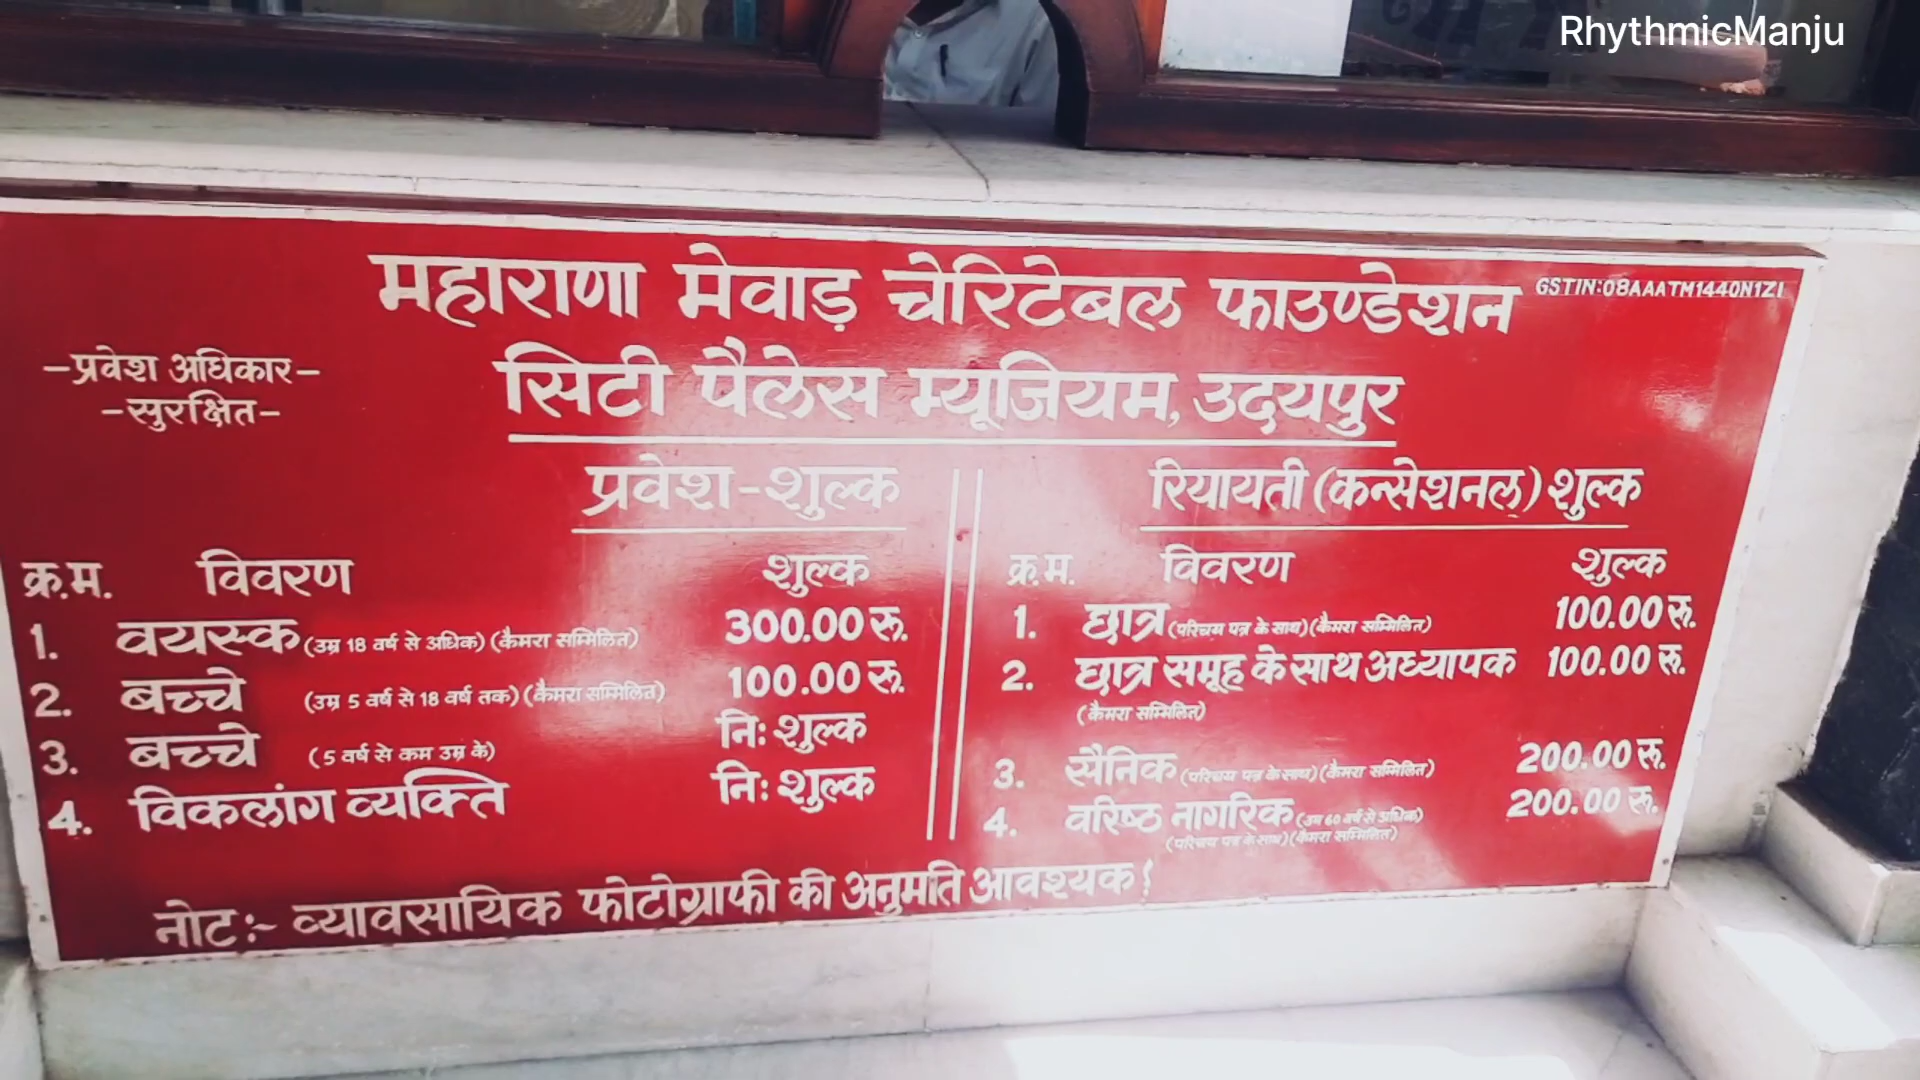 RhythmicManju
महाराणा मेवाड़ चेरिटेबल फाउण्डेशन
GSTIN:08AAATM1440N1ZI
-प्रवेश अधिकार-
-सुरक्षित-
सिटी पैलेस म्यूजियम, उदयपुर
प्रवेश-शुल्क
क्र.म. विवरण शुल्क
1. वयस्क (उम्र 18 वर्ष से अधिक) (कैमरा सम्मिलित) 300.00 रू.
2. बच्चे (उम्र 5 वर्ष से 18 वर्ष तक) (कैमरा सम्मिलित) 100.00 रू.
3. बच्चे (5 वर्ष से कम उम्र के) निः शुल्क
4. विकलांग व्यक्ति निः शुल्क
रियायती (कन्सेशनल) शुल्क
क्र.म. विवरण शुल्क
1. छात्र (परिचय पत्र के साथ) (कैमरा सम्मिलित) 100.00 रू.
2. छात्र समूह के साथ अध्यापक 100.00 रू.
(कैमरा सम्मिलित)
3. सैनिक (परिचय पत्र के साथ) (कैमरा सम्मिलित) 200.00 रू.
4. वरिष्ठ नागरिक (उम्र 60 वर्ष से अधिक) 200.00 रू.
(परिचय पत्र के साथ) (कैमरा सम्मिलित)
नोट:- व्यावसायिक फोटोग्राफी की अनुमति आवश्यक!